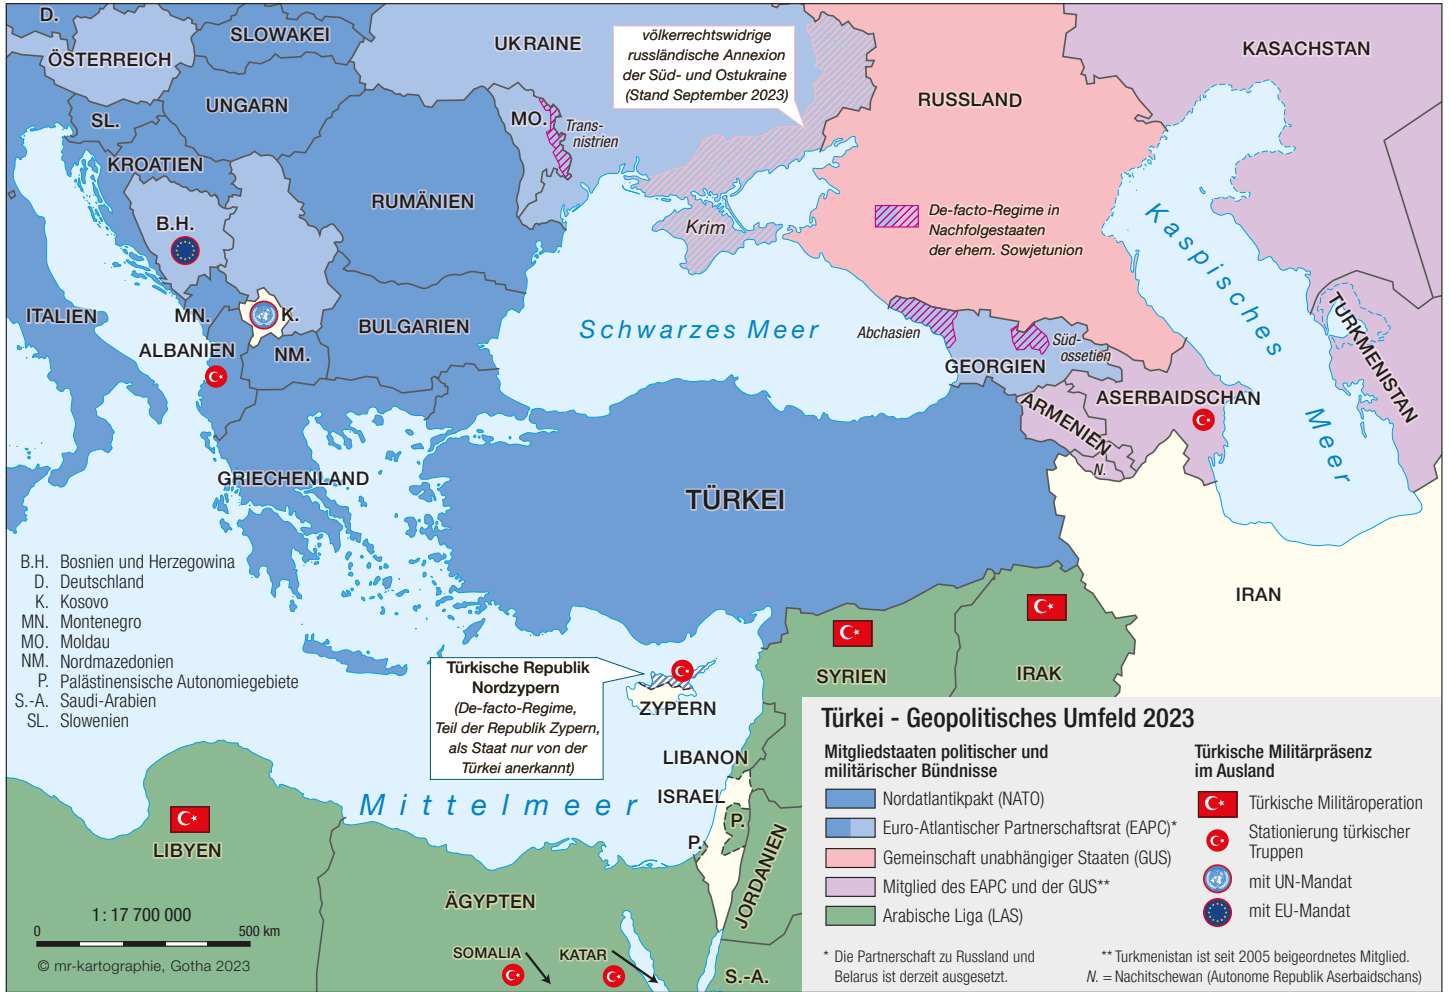 D.
SLOWAKEI
ÖSTERREICH
UNGARN
SL.
KROATIEN
B.H.
RUMÄNIEN
UKRAINE
MO.
Trans-
nistrien
völkerrechtswidrige
russländische Annexion
der Süd- und Ostukraine
(Stand September 2023)
RUSSLAND
KASACHSTAN
Krim
De-facto-Regime in
Nachfolgestaaten
der ehem. Sowjetunion
Kaspisches
Meer
TURKMENISTAN
ITALIEN
MN.
K.
ALBANIEN
NM.
BULGARIEN
Schwarzes Meer
Abchasien
Süd-
ossetien
GEORGIEN
ARMENIEN
ASERBAIDSCHAN
N.
GRIECHENLAND
TÜRKEI
IRAN
B.H. Bosnien und Herzegowina
D. Deutschland
K. Kosovo
MN. Montenegro
MO. Moldau
NM. Nordmazedonien
P. Palästinensische Autonomiegebiete
S.-A. Saudi-Arabien
SL. Slowenien
Türkische Republik
Nordzypern
(De-facto-Regime,
Teil der Republik Zypern,
als Staat nur von der
Türkei anerkannt)
ZYPERN
SYRIEN
IRAK
LIBANON
ISRAEL
P.
P.
JORDANIEN
Mittelmeer
LIBYEN
ÄGYPTEN
SOMALIA
KATAR
S.-A.
1 : 17 700 000
0 500 km
© mr-kartographie, Gotha 2023
Türkei - Geopolitisches Umfeld 2023
Mitgliedstaaten politischer und
militärischer Bündnisse
Nordatlantikpakt (NATO)
Euro-Atlantischer Partnerschaftsrat (EAPC)*
Gemeinschaft unabhängiger Staaten (GUS)
Mitglied des EAPC und der GUS**
Arabische Liga (LAS)
Türkische Militärpräsenz
im Ausland
Türkische Militäroperation
Stationierung türkischer
Truppen
mit UN-Mandat
mit EU-Mandat
* Die Partnerschaft zu Russland und
Belarus ist derzeit ausgesetzt.
** Turkmenistan ist seit 2005 beigeordnetes Mitglied.
N. = Nachitschewan (Autonome Republik Aserbaidschans)